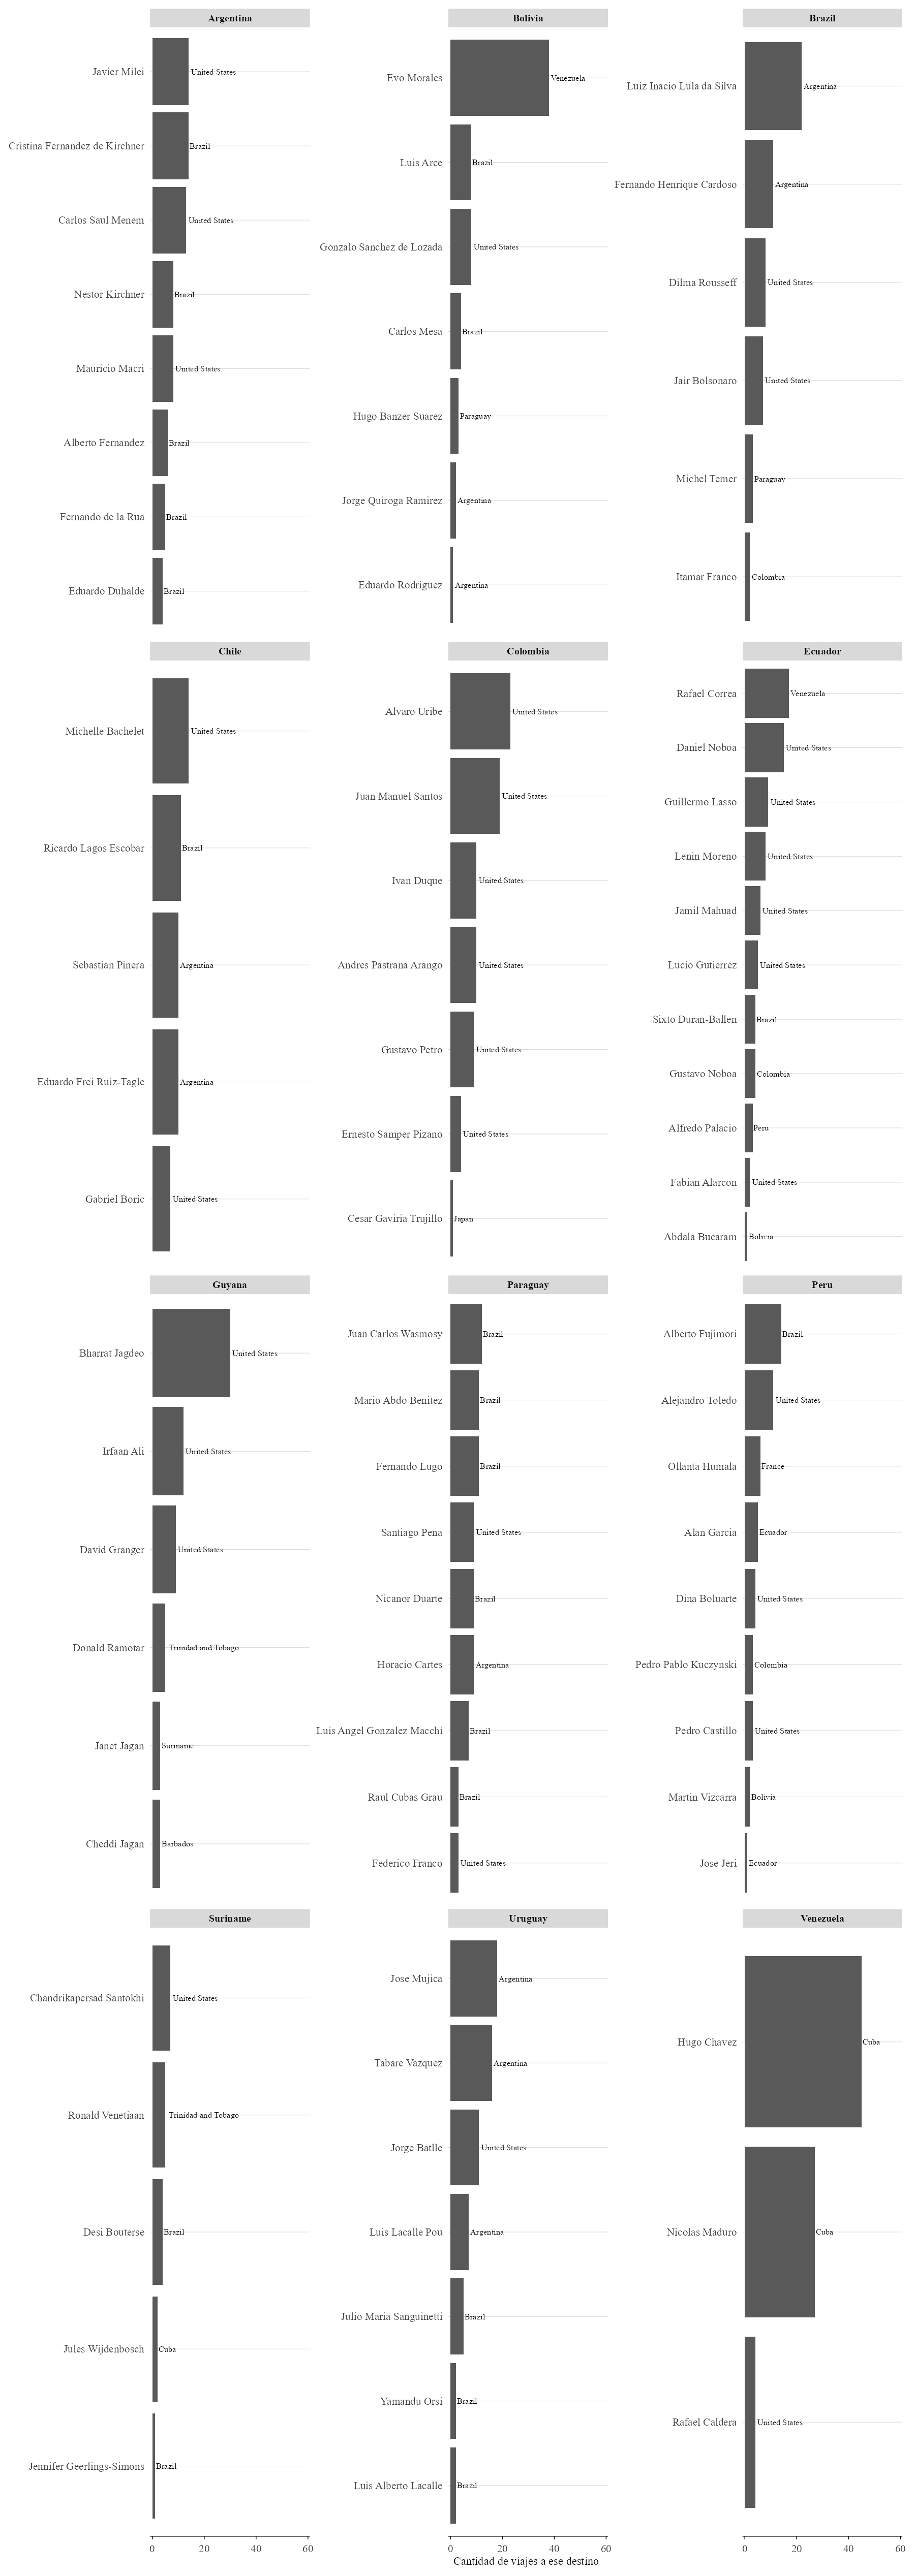 Argentina
Javier Milei United States
Cristina Fernandez de Kirchner Brazil
Carlos Saul Menem United States
Nestor Kirchner Brazil
Mauricio Macri United States
Alberto Fernandez Brazil
Fernando de la Rua Brazil
Eduardo Duhalde Brazil
Bolivia
Evo Morales Venezuela
Luis Arce Brazil
Gonzalo Sanchez de Lozada United States
Carlos Mesa Brazil
Hugo Banzer Suarez Paraguay
Jorge Quiroga Ramirez Argentina
Eduardo Rodriguez Argentina
Brazil
Luiz Inacio Lula da Silva Argentina
Fernando Henrique Cardoso Argentina
Dilma Rousseff United States
Jair Bolsonaro United States
Michel Temer Paraguay
Itamar Franco Colombia
Chile
Michelle Bachelet United States
Ricardo Lagos Escobar Brazil
Sebastian Pinera Argentina
Eduardo Frei Ruiz-Tagle Argentina
Gabriel Boric United States
Colombia
Alvaro Uribe United States
Juan Manuel Santos United States
Ivan Duque United States
Andres Pastrana Arango United States
Gustavo Petro United States
Ernesto Samper Pizano United States
Cesar Gaviria Trujillo Japan
Ecuador
Rafael Correa Venezuela
Daniel Noboa United States
Guillermo Lasso United States
Lenin Moreno United States
Jamil Mahuad United States
Lucio Gutierrez United States
Sixto Duran-Ballen Brazil
Gustavo Noboa Colombia
Alfredo Palacio Peru
Fabian Alarcon United States
Abdala Bucaram Bolivia
Guyana
Bharrat Jagdeo United States
Irfaan Ali United States
David Granger United States
Donald Ramotar Trinidad and Tobago
Janet Jagan Suriname
Cheddi Jagan Barbados
Paraguay
Juan Carlos Wasmosy Brazil
Mario Abdo Benitez Brazil
Fernando Lugo Brazil
Santiago Pena United States
Nicanor Duarte Brazil
Horacio Cartes Argentina
Luis Angel Gonzalez Macchi Brazil
Raul Cubas Grau Brazil
Federico Franco United States
Peru
Alberto Fujimori Brazil
Alejandro Toledo United States
Ollanta Humala France
Alan Garcia Ecuador
Dina Boluarte United States
Pedro Pablo Kuczynski Colombia
Pedro Castillo United States
Martin Vizcarra Bolivia
Jose Jeri Ecuador
Suriname
Chandrikapersad Santokhi United States
Ronald Venetiaan Trinidad and Tobago
Desi Bouterse Brazil
Jules Wijdenbosch Cuba
Jennifer Geerlings-Simons Brazil
0 20 40 60
Uruguay
Jose Mujica Argentina
Tabare Vazquez Argentina
Jorge Batlle United States
Luis Lacalle Pou Argentina
Julio Maria Sanguinetti Brazil
Yamandu Orsi Brazil
Luis Alberto Lacalle Brazil
0 20 40 60
Venezuela
Hugo Chavez Cuba
Nicolas Maduro Cuba
Rafael Caldera United States
0 20 40 60
Cantidad de viajes a ese destino